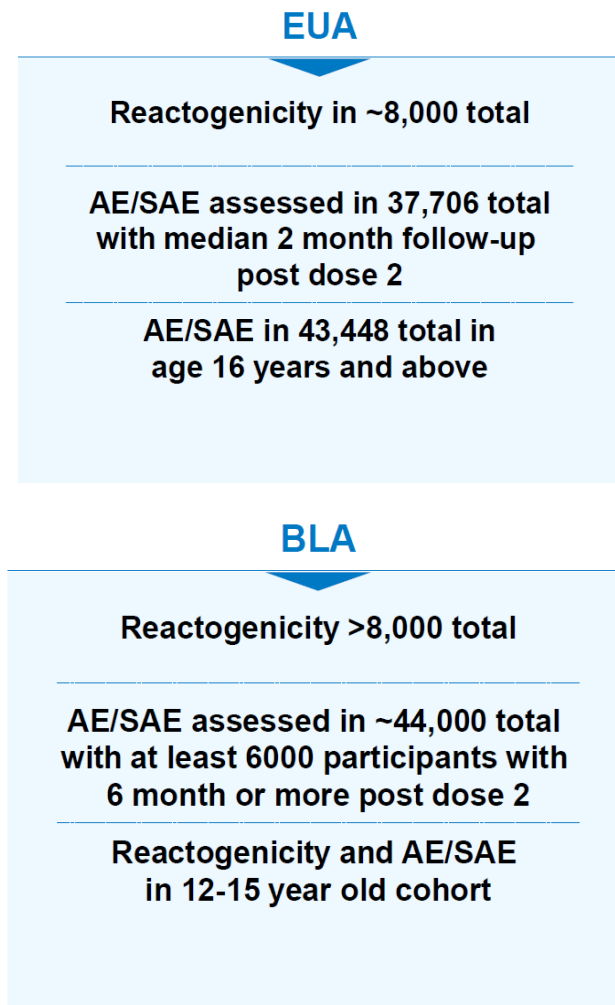 EUA
Reactogenicity in ~8,000 total
AE/SAE assessed in 37,706 total
with median 2 month follow-up
post dose 2
AE/SAE in 43,448 total in
age 16 years and above
BLA
Reactogenicity >8,000 total
AE/SAE assessed in ~44,000 total
with at least 6000 participants with
6 month or more post dose 2
Reactogenicity and AE/SAE
in 12-15 year old cohort